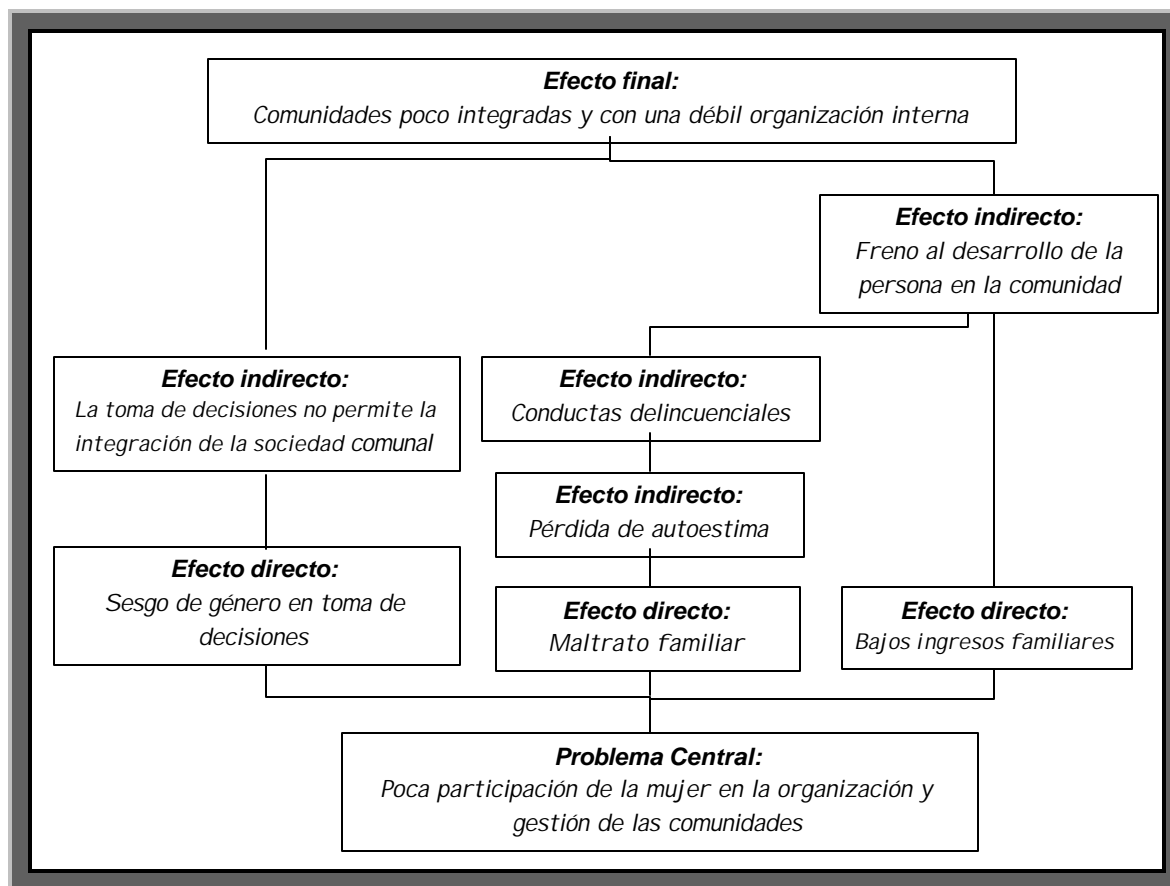 Efecto final:
Comunidades poco integradas y con una débil organización interna
Efecto indirecto:
Freno al desarrollo de la
persona en la comunidad
Efecto indirecto:
La toma de decisiones no permite la
integración de la sociedad comunal
Efecto indirecto:
Conductas delincuenciales
Efecto indirecto:
Pérdida de autoestima
Efecto directo:
Sesgo de género en toma de
decisiones
Efecto directo:
Maltrato familiar
Efecto directo:
Bajos ingresos familiares
Problema Central:
Poca participación de la mujer en la organización y
gestión de las comunidades